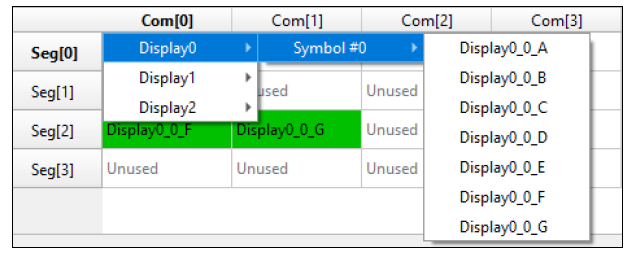 Com[0] Com[1] Com[2] Com[3]
Seg[0] Display0 Symbol #0 Display0_0_A
Display1 Display0_0_B
Seg[1] Unused
Display2 Display0_0_C
Seg[2] Display0_0_F Display0_0_G Unused Display0_0_D
Display0_0_E
Seg[3] Unused Unused Unused
Display0_0_F
Display0_0_G